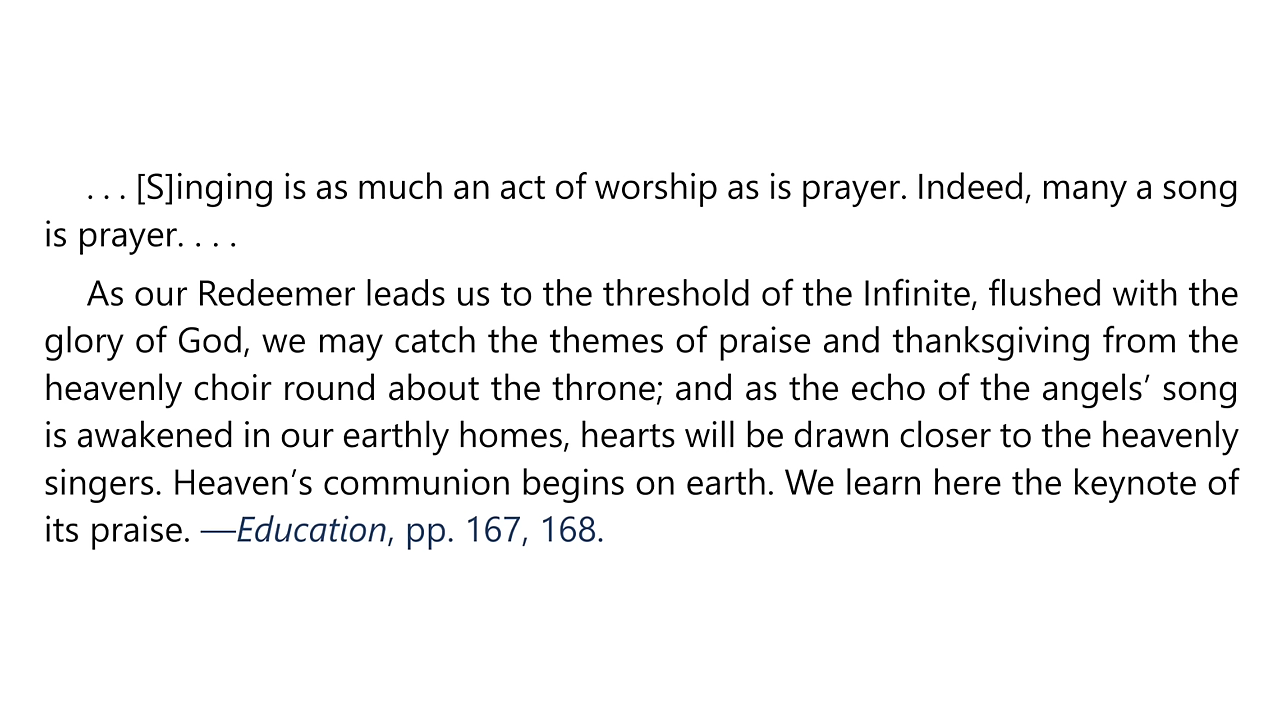 . . . [S]inging is as much an act of worship as is prayer. Indeed, many a song
is prayer. . . .
As our Redeemer leads us to the threshold of the Infinite, flushed with the
glory of God, we may catch the themes of praise and thanksgiving from the
heavenly choir round about the throne; and as the echo of the angels’ song
is awakened in our earthly homes, hearts will be drawn closer to the heavenly
singers. Heaven’s communion begins on earth. We learn here the keynote of
its praise. —Education, pp. 167, 168.